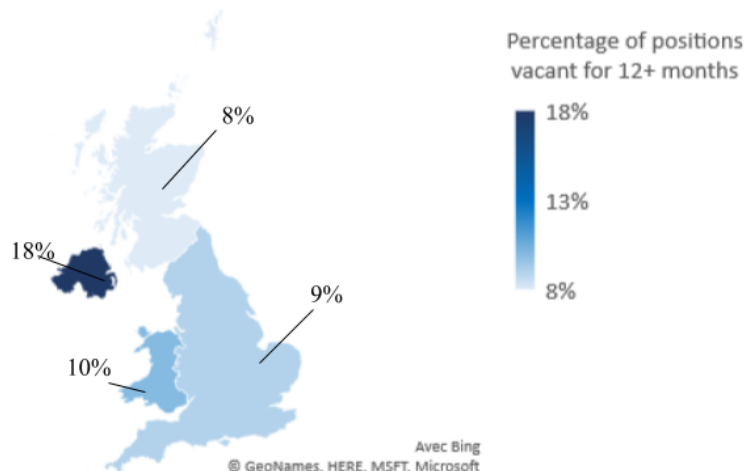 Percentage of positions
vacant for 12+ months
18%
13%
8%
8%
18%
9%
10%
Avec Bing
© GeoNames, HERE, MSFT, Microsoft